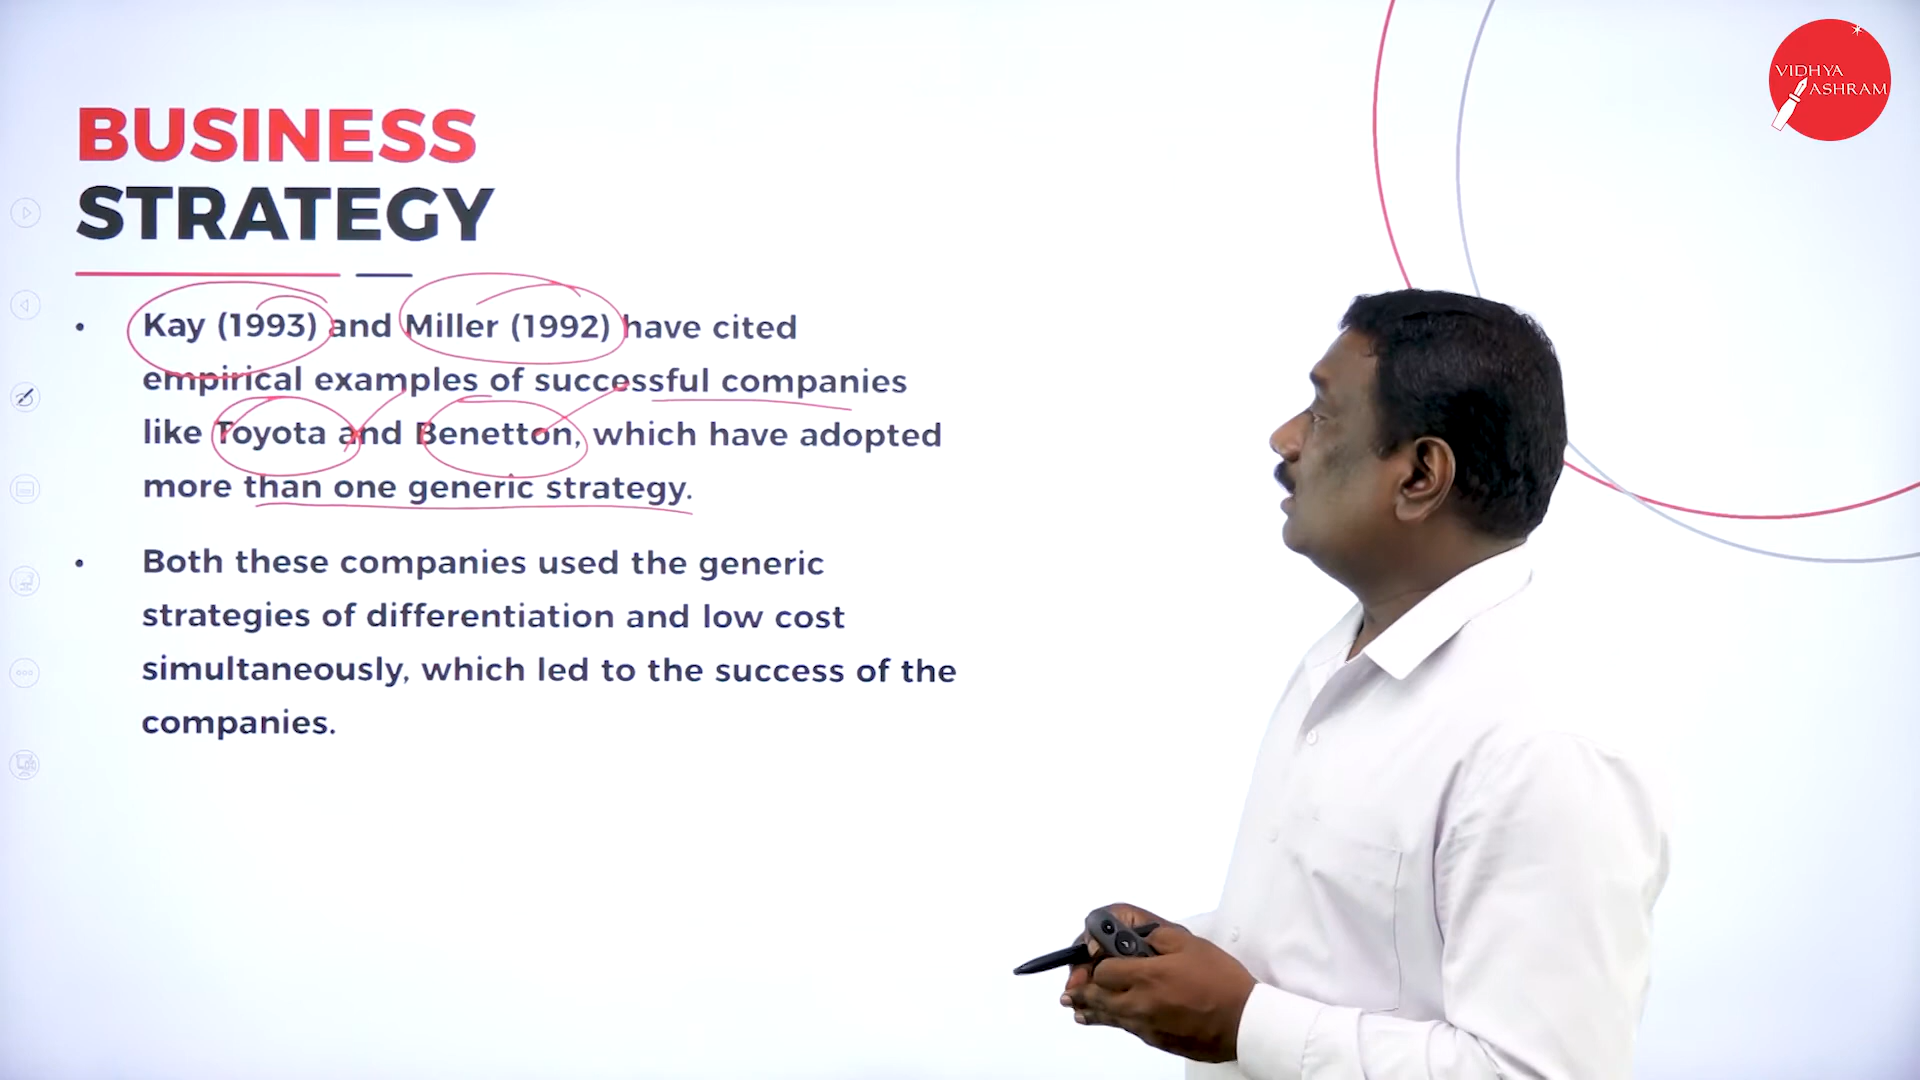 VIDHYA
ASHRAM
BUSINESS
STRATEGY
• Kay (1993) and Miller (1992) have cited
empirical examples of successful companies
like Toyota and Benetton, which have adopted
more than one generic strategy.
• Both these companies used the generic
strategies of differentiation and low cost
simultaneously, which led to the success of the
companies.